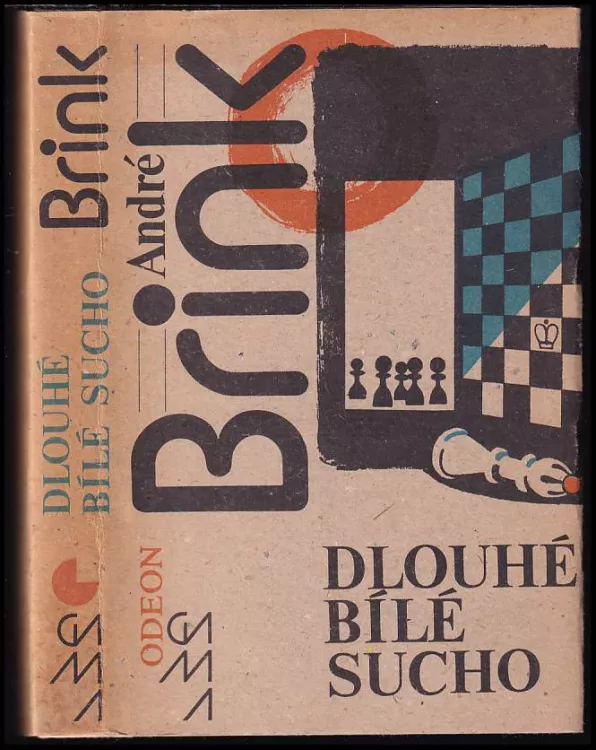 Brink
DLOUHÉ
BÍLÉ SUCHO
André
Brink
ODEON
DLOUHÉ
BÍLÉ
SUCHO